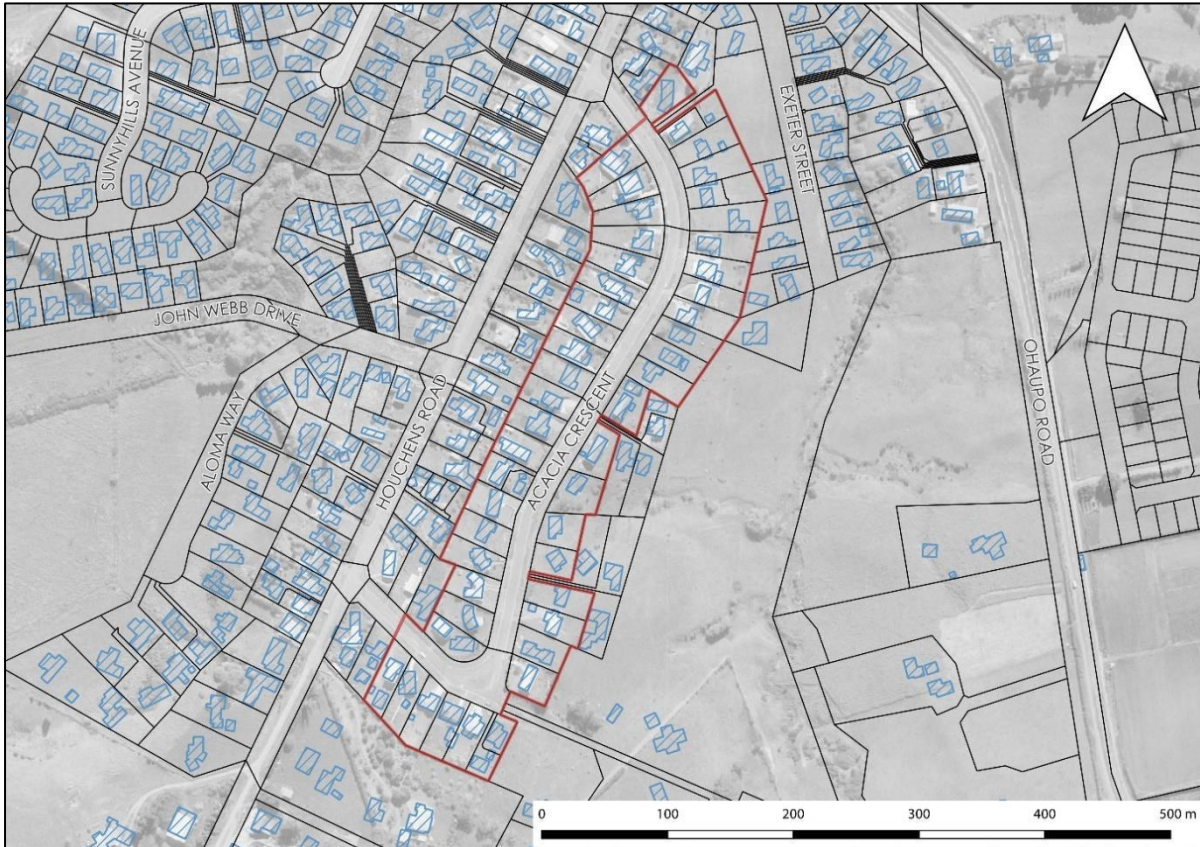 SUNNYHILLS AVENUE
EXETER STREET
JOHN WEBB DRIVE
OHAUPO ROAD
ALOMA WAY
HOUCHENS ROAD
ACACIA CRESCENT
0 100 200 300 400 500 m